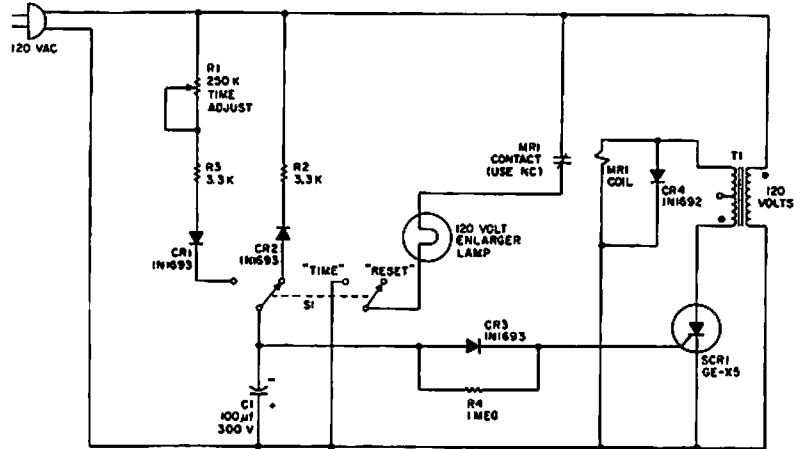 120 VAC
R1
250 K
TIME
ADJUST
R3
3.3 K
R2
3.3 K
CR1
1N1693
CR2
1N1693
"TIME"
"RESET"
S1
120 VOLT
ENLARGER
LAMP
MR1
CONTACT
(USE NC)
MR1
COIL
CR4
1N1692
T1
120
VOLTS
CR3
1N1693
R4
1 MEG
SCR1
GE-X5
-
+
C1
100μf
300 V